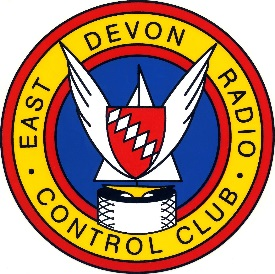 · EAST DEVON RADIO ·
CONTROL CLUB